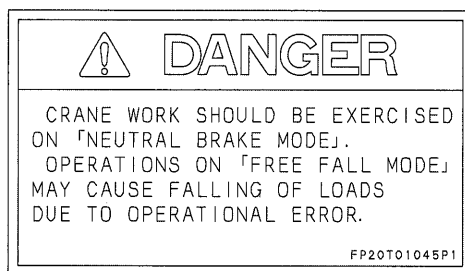 DANGER
CRANE WORK SHOULD BE EXERCISED
ON「NEUTRAL BRAKE MODE」.
OPERATIONS ON「FREE FALL MODE」
MAY CAUSE FALLING OF LOADS
DUE TO OPERATIONAL ERROR.
FP20T01045P1